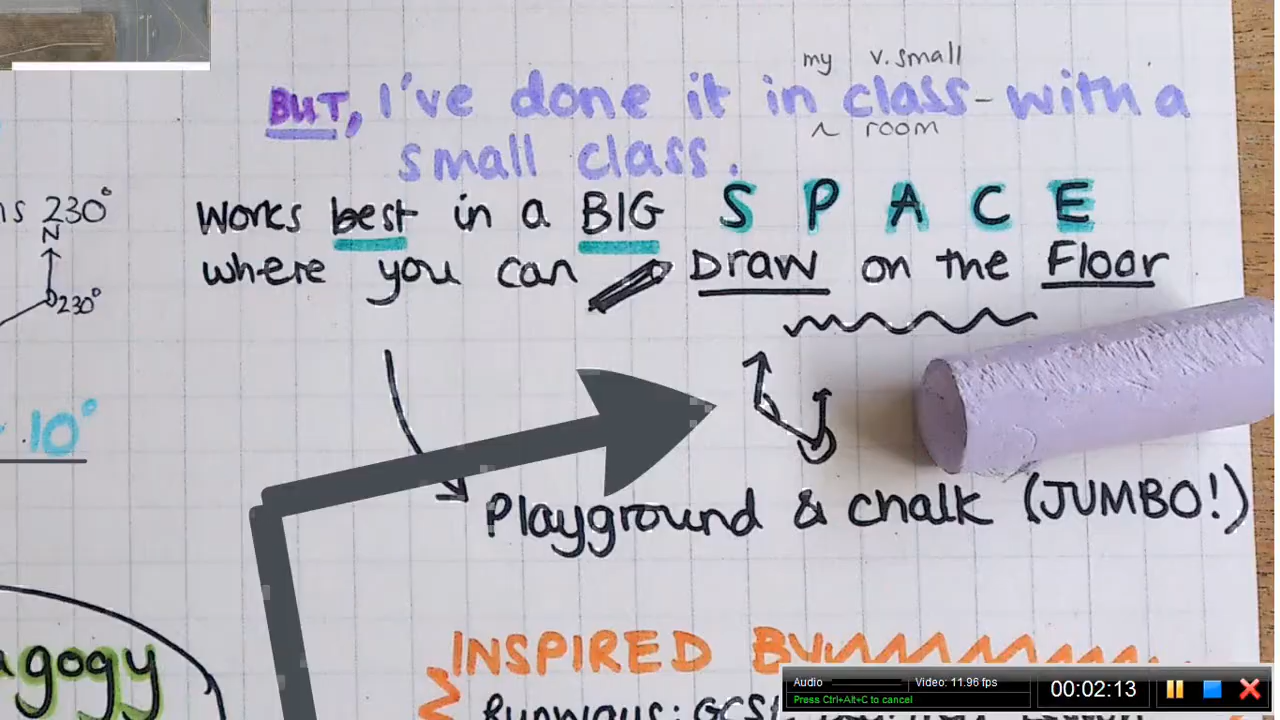 my v. small
BUT, I've done it in class - with a
room
small class.
ns 230°
Works best in a BIG S P A C E
N
where you can Draw on the Floor
230°
10°
Playground & chalk (JUMBO!)
agogy
INSPIRED BY
Runways: GCSE
Audio Video: 11.96 fps
Press Ctrl+Alt+C to cancel
00:02:13